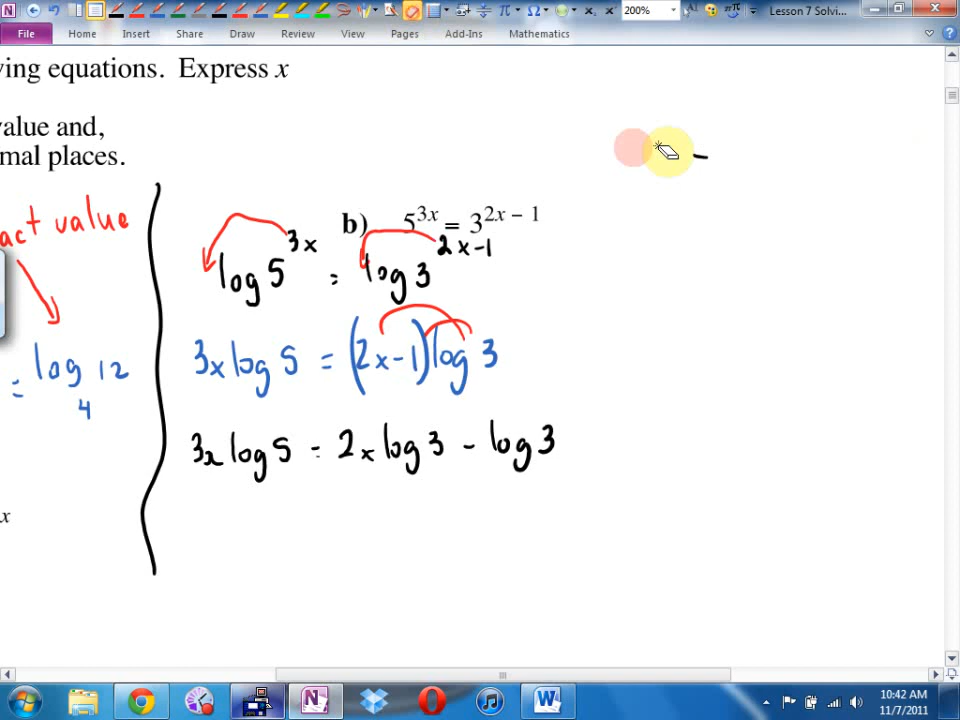 200% Lesson 7 Solvi...
File Home Insert Share Draw Review View Pages Add-Ins Mathematics
ving equations. Express x
value and,
mal places.
act value
b) 5^{3x} = 3^{2x – 1}
log 5^{3x} = log 3^{2x-1}
3x log 5 = (2x-1) log 3
= log_4 12
3x log 5 = 2x log 3 - log 3
x
W
10:42 AM
11/7/2011